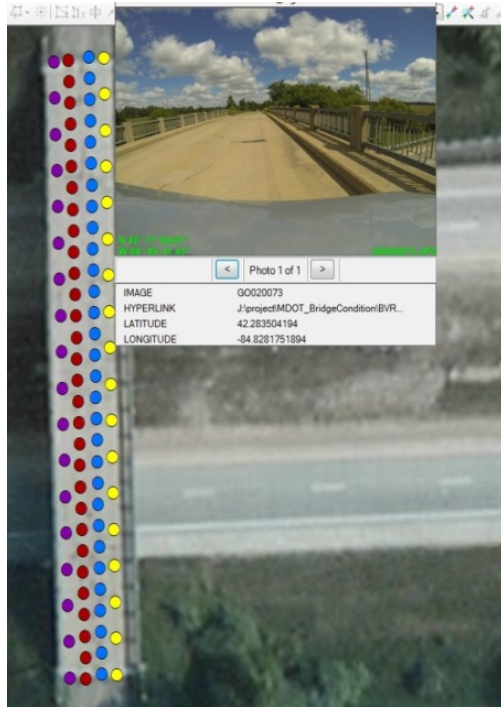 Photo 1 of 1
IMAGE GO020073
HYPERLINK J:\project\MDOT_BridgeCondition\BVR...
LATITUDE 42.283504194
LONGITUDE -84.8281751894